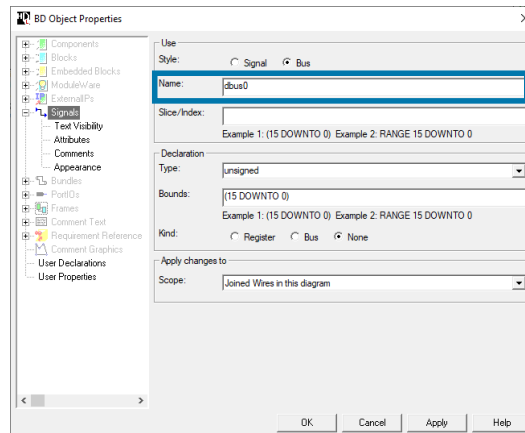 BD Object Properties
Components
Blocks
Embedded Blocks
ModuleWare
ExternalIPs
Signals
Text Visibility
Attributes
Comments
Appearance
Bundles
PortIOs
Frames
Comment Text
Requirement Reference
Comment Graphics
User Declarations
User Properties
Use
Style:
Signal
Bus
Name:
dbus0
Slice/Index:
Example 1: (15 DOWNTO 0) Example 2: RANGE 15 DOWNTO 0
Declaration
Type:
unsigned
Bounds:
(15 DOWNTO 0)
Example 1: (15 DOWNTO 0) Example 2: RANGE 15 DOWNTO 0
Kind:
Register
Bus
None
Apply changes to
Scope:
Joined Wires in this diagram
OK
Cancel
Apply
Help